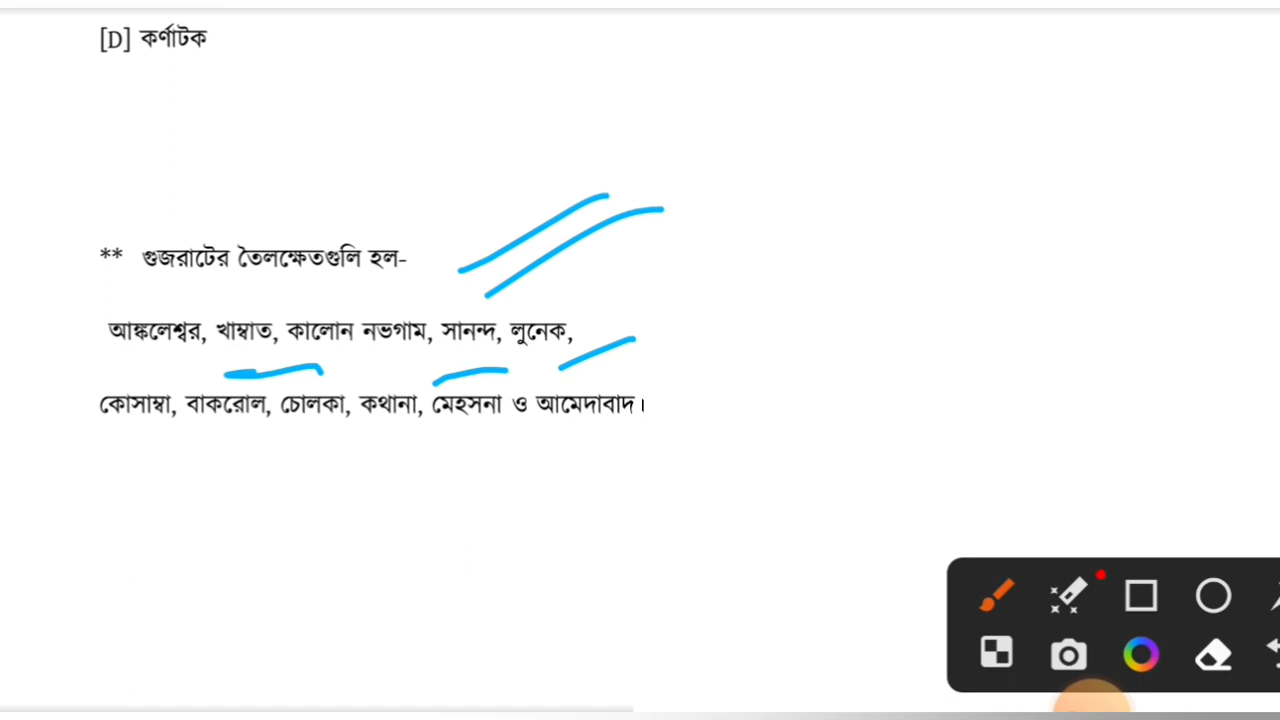 [D] কর্ণাটক
** গুজরাটের তৈলক্ষেতগুলি হল-
আঙ্কলেশ্বর, খাম্বাত, কালোন নভগাম, সানন্দ, লুনেক,
কোসাম্বা, বাকরোল, চোলকা, কথানা, মেহসনা ও আমেদাবাদ।